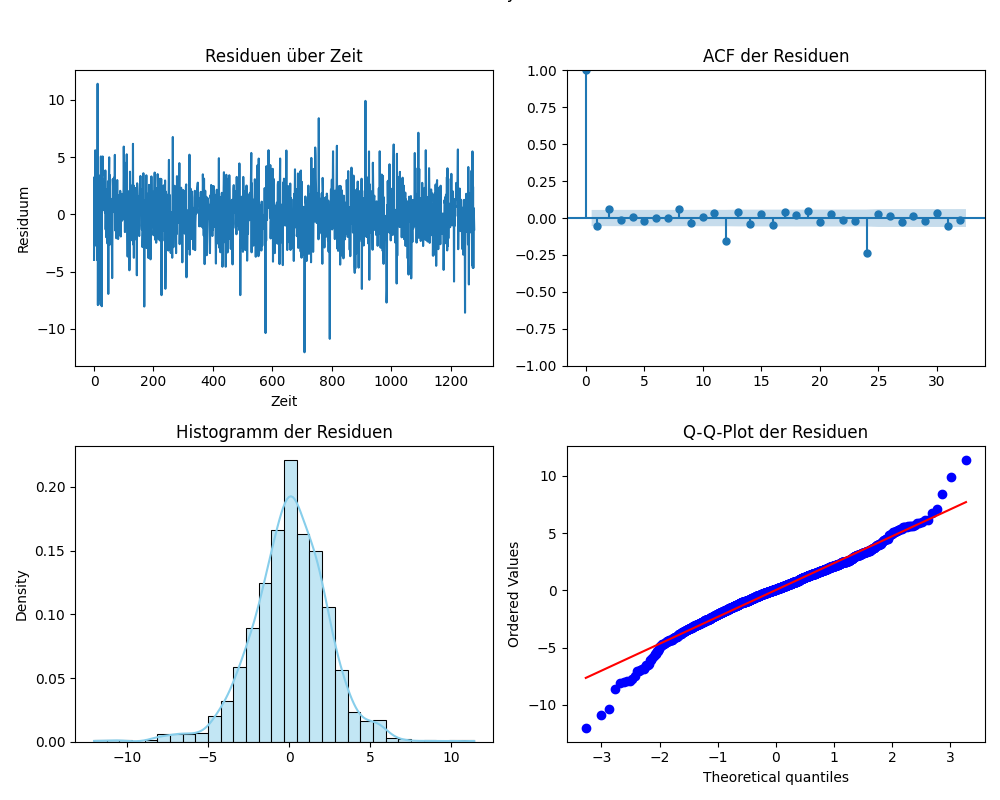 Residuen über Zeit
10
5
0
−5
−10
Residuum
0 200 400 600 800 1000 1200
Zeit
ACF der Residuen
1.00
0.75
0.50
0.25
0.00
−0.25
−0.50
−0.75
−1.00
0 5 10 15 20 25 30
Histogramm der Residuen
0.20
0.15
0.10
0.05
0.00
Density
−10 −5 0 5 10
Q-Q-Plot der Residuen
10
5
0
−5
−10
Ordered Values
−3 −2 −1 0 1 2 3
Theoretical quantiles